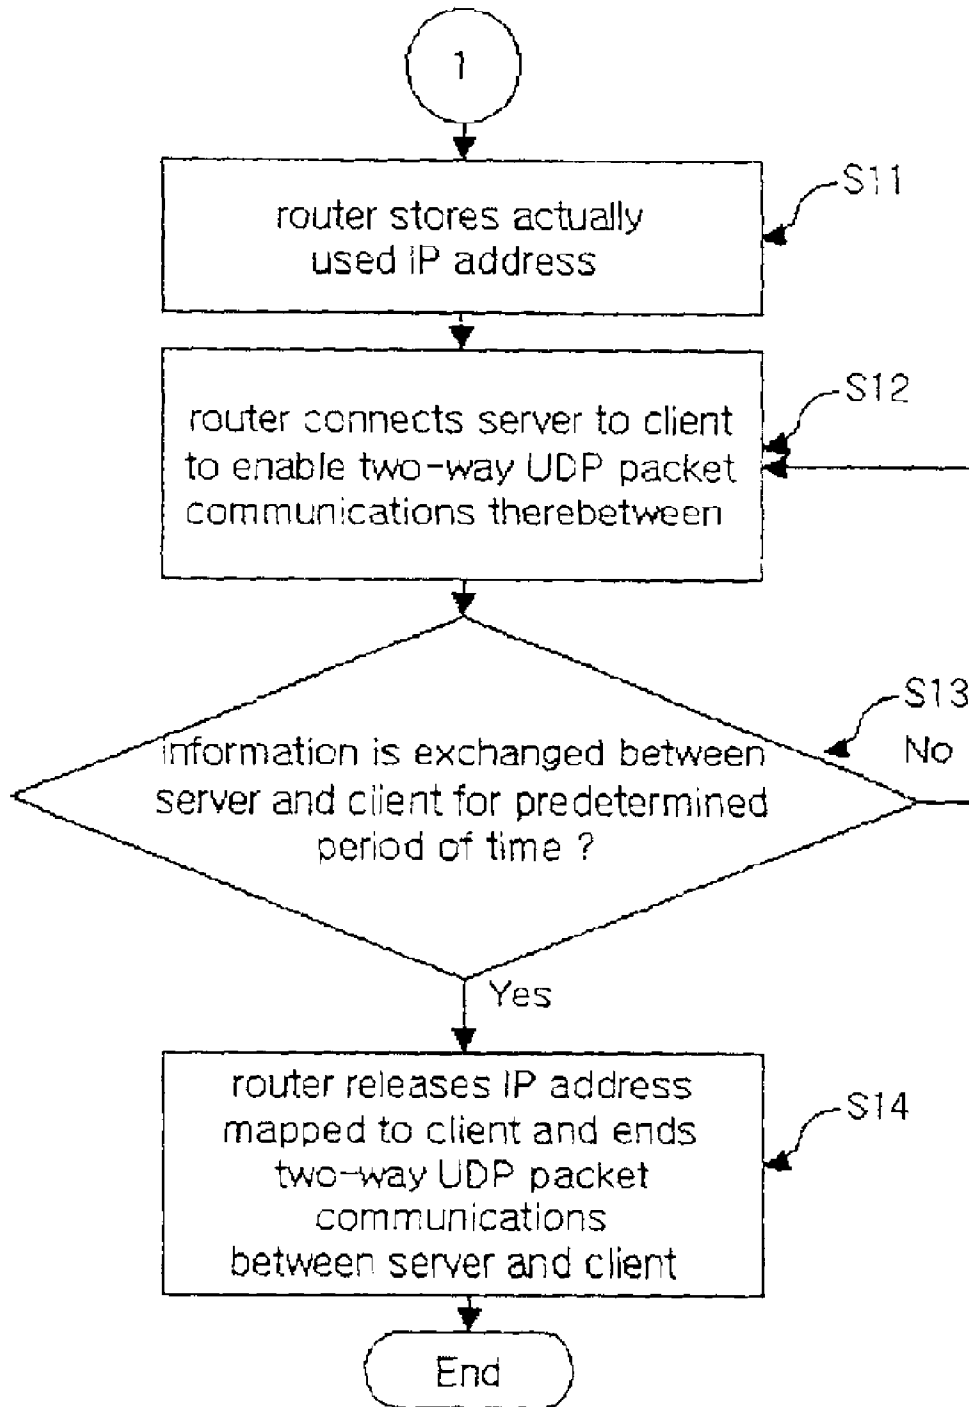 1
router stores actually
used IP address
S11
router connects server to client
to enable two-way UDP packet
communications therebetween
S12
information is exchanged between
server and client for predetermined
period of time ?
S13
No
Yes
router releases IP address
mapped to client and ends
two-way UDP packet
communications
between server and client
S14
End